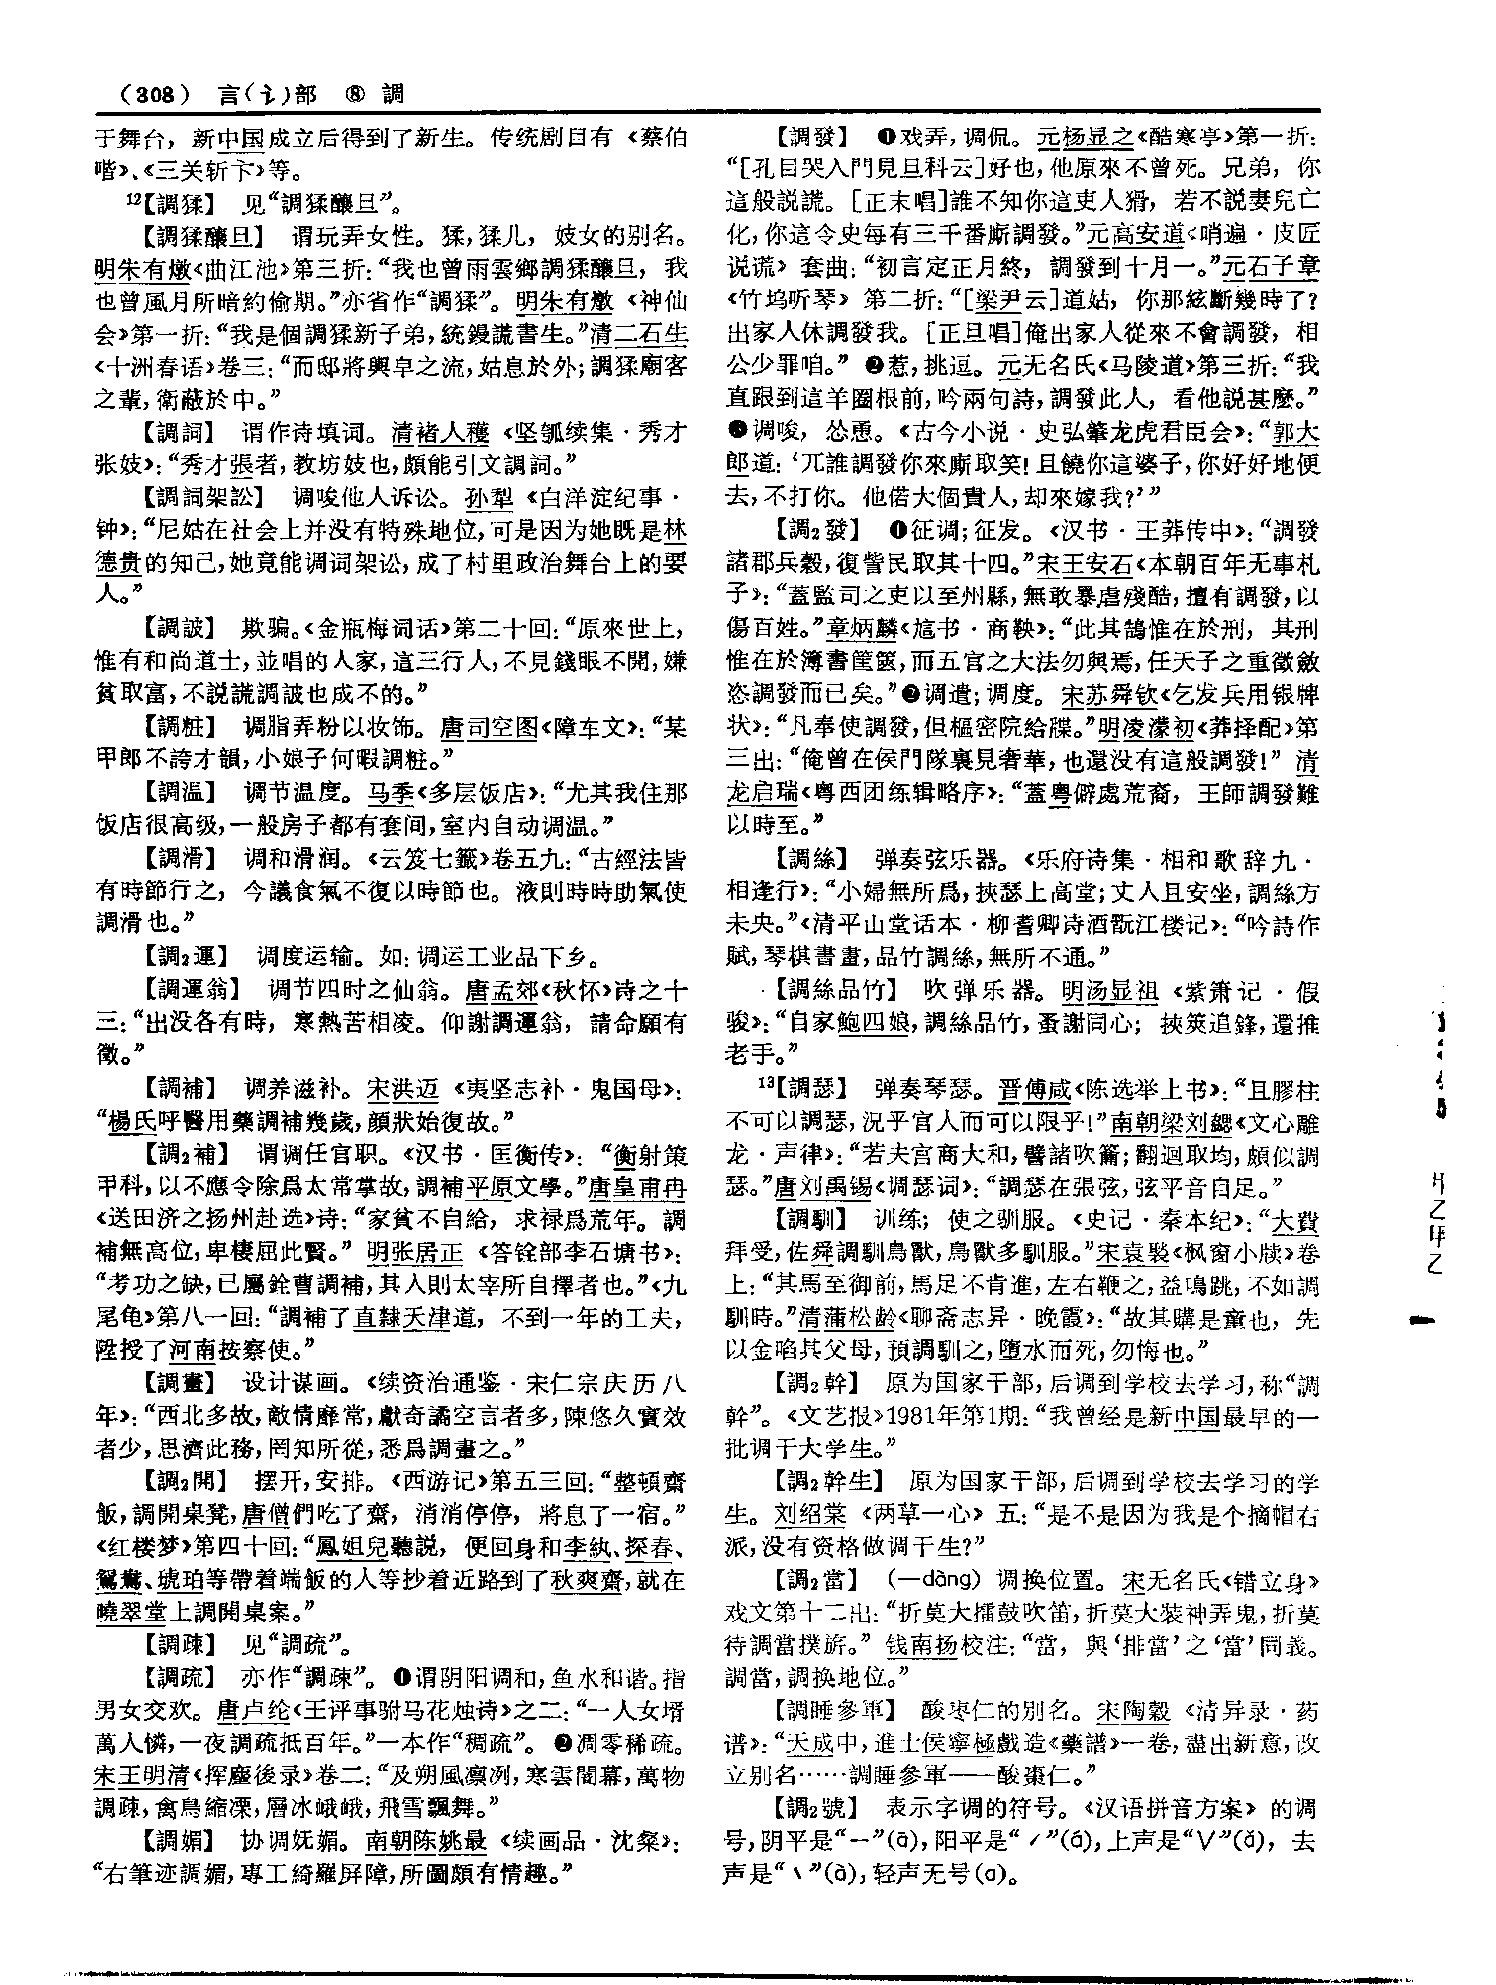 （308） 言(讠)部 ⑧ 調
于舞台，新中国成立后得到了新生。传统剧目有《蔡伯
喈》、《三关斩卞》等。
12【調猱】 见“調猱釀旦”。
【調猱釀旦】 谓玩弄女性。猱，猱儿，妓女的别名。
明朱有燉《曲江池》第三折：“我也曾雨雲鄉調猱釀旦，我
也曾風月所暗約偷期。”亦省作“調猱”。明朱有燉《神仙
会》第一折：“我是個調猱新子弟，統鏝謊書生。”清二石生
《十洲春语》卷三：“而邸將輿皁之流，姑息於外；調猱廟客
之輩，衛蔽於中。”
【調詞】 谓作诗填词。清褚人穫《坚瓠续集·秀才
张妓》：“秀才張者，教坊妓也，頗能引文調詞。”
【調詞架訟】 调唆他人诉讼。孙犁《白洋淀纪事·
钟》：“尼姑在社会上并没有特殊地位，可是因为她既是林
德贵的知己，她竟能调词架讼，成了村里政治舞台上的要
人。”
【調詖】 欺骗。《金瓶梅词话》第二十回：“原來世上，
惟有和尚道士，並唱的人家，這三行人，不見錢眼不開，嫌
貧取富，不説謊調詖也成不的。”
【調粧】 调脂弄粉以妆饰。唐司空图《障车文》：“某
甲郎不誇才韻，小娘子何暇調粧。”
【調温】 调节温度。马季《多层饭店》：“尤其我住那
饭店很高级，一般房子都有套间，室内自动调温。”
【調滑】 调和滑润。《云笈七籤》卷五九：“古經法皆
有時節行之，今議食氣不復以時節也。液則時時助氣使
調滑也。”
【調2運】 调度运输。如：调运工业品下乡。
【調運翁】 调节四时之仙翁。唐孟郊《秋怀》诗之十
三：“出没各有時，寒熱苦相凌。仰謝調運翁，請命願有
徵。”
【調補】 调养滋补。宋洪迈《夷坚志补·鬼国母》：
“楊氏呼醫用藥調補幾歲，顔狀始復故。”
【調2補】 谓调任官职。《汉书·匡衡传》：“衡射策
甲科，以不應令除爲太常掌故，調補平原文學。”唐皇甫冉
《送田济之扬州赴选》诗：“家貧不自給，求禄爲荒年。調
補無高位，卑棲屈此賢。”明张居正《答铨部李石塘书》：
“考功之缺，已屬銓曹調補，其人則太宰所自擇者也。”《九
尾龟》第八一回：“調補了直隸天津道，不到一年的工夫，
陞授了河南按察使。”
【調畫】 设计谋画。《续资治通鉴·宋仁宗庆历八
年》：“西北多故，敵情靡常，獻奇譎空言者多，陳悠久實效
者少，思濟此務，罔知所從，悉爲調畫之。”
【調2開】 摆开，安排。《西游记》第五三回：“整頓齋
飯，調開桌凳，唐僧們吃了齋，消消停停，將息了一宿。”
《红楼梦》第四十回：“鳳姐兒聽説，便回身和李紈、探春、
鴛鴦、琥珀等帶着端飯的人等抄着近路到了秋爽齋，就在
曉翠堂上調開桌案。”
【調疎】 见“調疏”。
【調疏】 亦作“調疎”。❶谓阴阳调和，鱼水和谐。指
男女交欢。唐卢纶《王评事驸马花烛诗》之二：“一人女壻
萬人憐，一夜調疏抵百年。”一本作“稠疏”。❷凋零稀疏。
宋王明清《挥麈後录》卷二：“及朔風凛冽，寒雲闇幕，萬物
調疎，禽鳥縮凓，層冰峨峨，飛雪飄舞。”
【調媚】 协调妩媚。南朝陈姚最《续画品·沈粲》：
“右筆迹調媚，專工綺羅屏障，所圖頗有情趣。”
【調發】 ❶戏弄，调侃。元杨显之《酷寒亭》第一折：
“[孔目哭入門見旦科云]好也，他原來不曾死。兄弟，你
這般説謊。[正末唱]誰不知你這吏人猾，若不説妻兒亡
化，你這令史每有三千番廝調發。”元高安道《哨遍·皮匠
说谎》套曲：“初言定正月終，調發到十月一。”元石子章
《竹坞听琴》第二折：“[梁尹云]道姑，你那絃斷幾時了？
出家人休調發我。[正旦唱]俺出家人從來不會調發，相
公少罪咱。”❷惹，挑逗。元无名氏《马陵道》第三折：“我
直跟到這羊圈根前，吟兩句詩，調發此人，看他説甚麽。”
❸调唆，怂恿。《古今小说·史弘肇龙虎君臣会》：“郭大
郎道：‘兀誰調發你來廝取笑！且饒你這婆子，你好好地便
去，不打你。他偌大個貴人，却來嫁我？’”
【調2發】 ❶征调；征发。《汉书·王莽传中》：“調發
諸郡兵穀，復訾民取其十四。”宋王安石《本朝百年无事札
子》：“蓋監司之吏以至州縣，無敢暴虐殘酷，擅有調發，以
傷百姓。”章炳麟《訄书·商鞅》：“此其鵠惟在於刑，其刑
惟在於簿書筐篋，而五官之大法勿與焉，任天子之重徵斂
恣調發而已矣。”❷调遣；调度。宋苏舜钦《乞发兵用银牌
状》：“凡奉使調發，但樞密院給牒。”明凌濛初《莽择配》第
三出：“俺曾在侯門隊裏見奢華，也還没有這般調發！”清
龙启瑞《粤西团练辑略序》：“蓋粤僻處荒裔，王師調發難
以時至。”
【調絲】 弹奏弦乐器。《乐府诗集·相和歌辞九·
相逢行》：“小婦無所爲，挾瑟上高堂；丈人且安坐，調絲方
未央。”《清平山堂话本·柳耆卿诗酒翫江楼记》：“吟詩作
賦，琴棋書畫，品竹調絲，無所不通。”
【調絲品竹】 吹弹乐器。明汤显祖《紫箫记·假
骏》：“自家鮑四娘，調絲品竹，蚤謝同心；挾筴追鋒，還推
老手。”
13【調瑟】 弹奏琴瑟。晋傅咸《陈选举上书》：“且膠柱
不可以調瑟，況乎官人而可以限乎！”南朝梁刘勰《文心雕
龙·声律》：“若夫宫商大和，譬諸吹籥；翻迴取均，頗似調
瑟。”唐刘禹锡《调瑟词》：“調瑟在張弦，弦平音自足。”
【調馴】 训练；使之驯服。《史记·秦本纪》：“大費
拜受，佐舜調馴鳥獸，鳥獸多馴服。”宋袁褧《枫窗小牍》卷
上：“其馬至御前，馬足不肯進，左右鞭之，益鳴跳，不如調
馴時。”清蒲松龄《聊斋志异·晚霞》：“故其購是童也，先
以金啗其父母，預調馴之，墮水而死，勿悔也。”
【調2幹】 原为国家干部，后调到学校去学习，称“調
幹”。《文艺报》1981年第1期：“我曾经是新中国最早的一
批调干大学生。”
【調2幹生】 原为国家干部，后调到学校去学习的学
生。刘绍棠《两草一心》五：“是不是因为我是个摘帽右
派，没有资格做调干生？”
【調2當】 （—dàng）调换位置。宋无名氏《错立身》
戏文第十二出：“折莫大擂鼓吹笛，折莫大裝神弄鬼，折莫
待調當撲旂。”钱南扬校注：“當，與‘排當’之‘當’同義。
調當，調换地位。”
【調睡參軍】 酸枣仁的别名。宋陶穀《清异录·药
谱》：“天成中，進士侯寧極戲造《藥譜》一卷，盡出新意，改
立别名……調睡參軍——酸棗仁。”
【調2號】 表示字调的符号。《汉语拼音方案》的调
号，阴平是“ー”(ā)，阳平是“ˊ”(á)，上声是“∨”(ǎ)，去
声是“ˋ”(à)，轻声无号(a)。